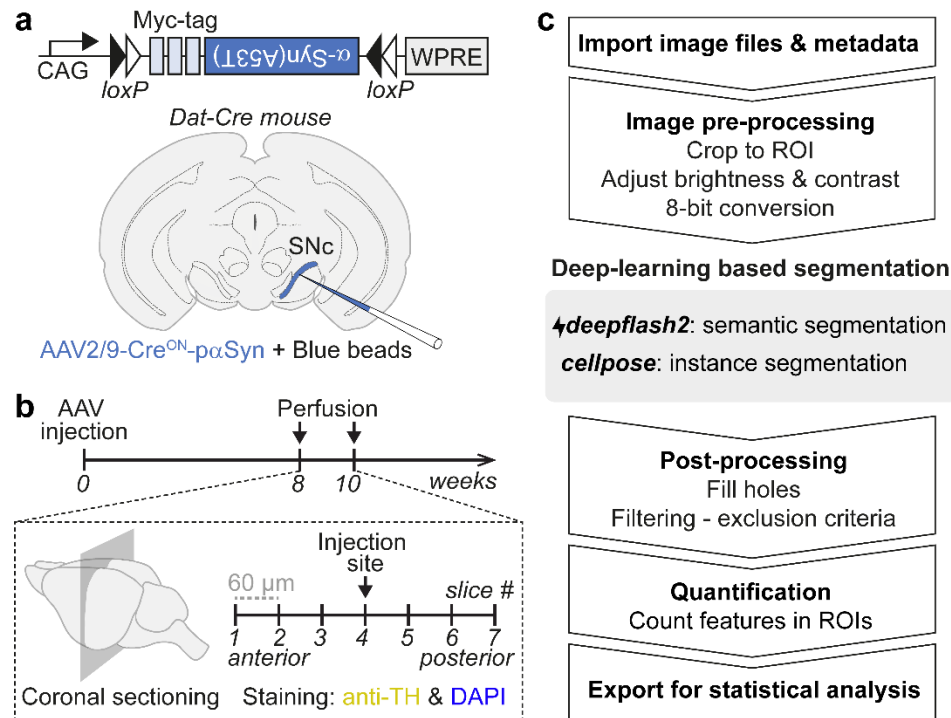 a
Myc-tag
α-Syn(A53T)
WPRE
CAG
loxP
loxP
Dat-Cre mouse
SNc
AAV2/9-Creᴼᴺ-pαSyn + Blue beads
b
AAV
injection
Perfusion
0
8
10
weeks
60 µm
Injection
site
slice #
1
2
3
4
5
6
7
anterior
posterior
Coronal sectioning
Staining: anti-TH & DAPI
c
Import image files & metadata
Image pre-processing
Crop to ROI
Adjust brightness & contrast
8-bit conversion
Deep-learning based segmentation
deepflash2: semantic segmentation
cellpose: instance segmentation
Post-processing
Fill holes
Filtering - exclusion criteria
Quantification
Count features in ROIs
Export for statistical analysis